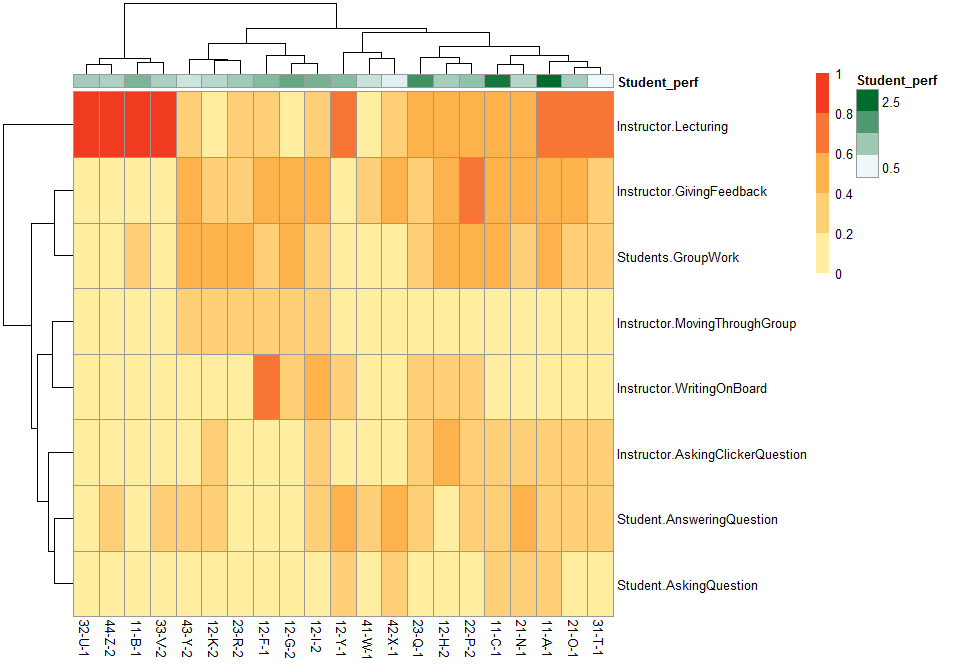 Student_perf
Instructor.Lecturing
Instructor.GivingFeedback
Students.GroupWork
Instructor.MovingThroughGroup
Instructor.WritingOnBoard
Instructor.AskingClickerQuestion
Student.AnsweringQuestion
Student.AskingQuestion
32-U-1
44-Z-2
11-B-1
33-V-2
43-Y-2
12-K-2
23-R-2
12-F-1
12-G-2
12-I-2
12-Y-1
41-W-1
42-X-1
23-Q-1
12-H-2
22-P-2
11-C-1
21-N-1
11-A-1
21-O-1
31-T-1
1
0.8
0.6
0.4
0.2
0
Student_perf
2.5
0.5